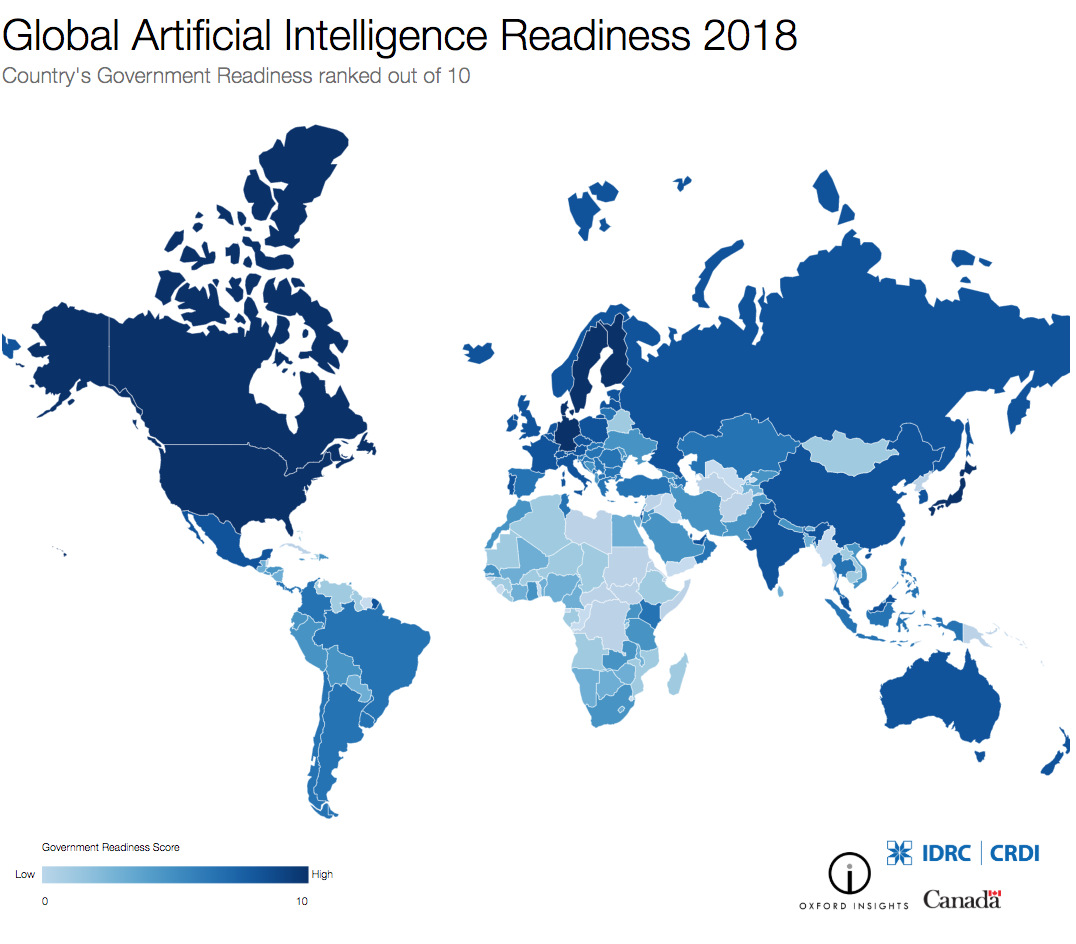 Global Artificial Intelligence Readiness 2018
Country's Government Readiness ranked out of 10
Government Readiness Score
Low
High
0
10
IDRC | CRDI
OXFORD INSIGHTS
Canada